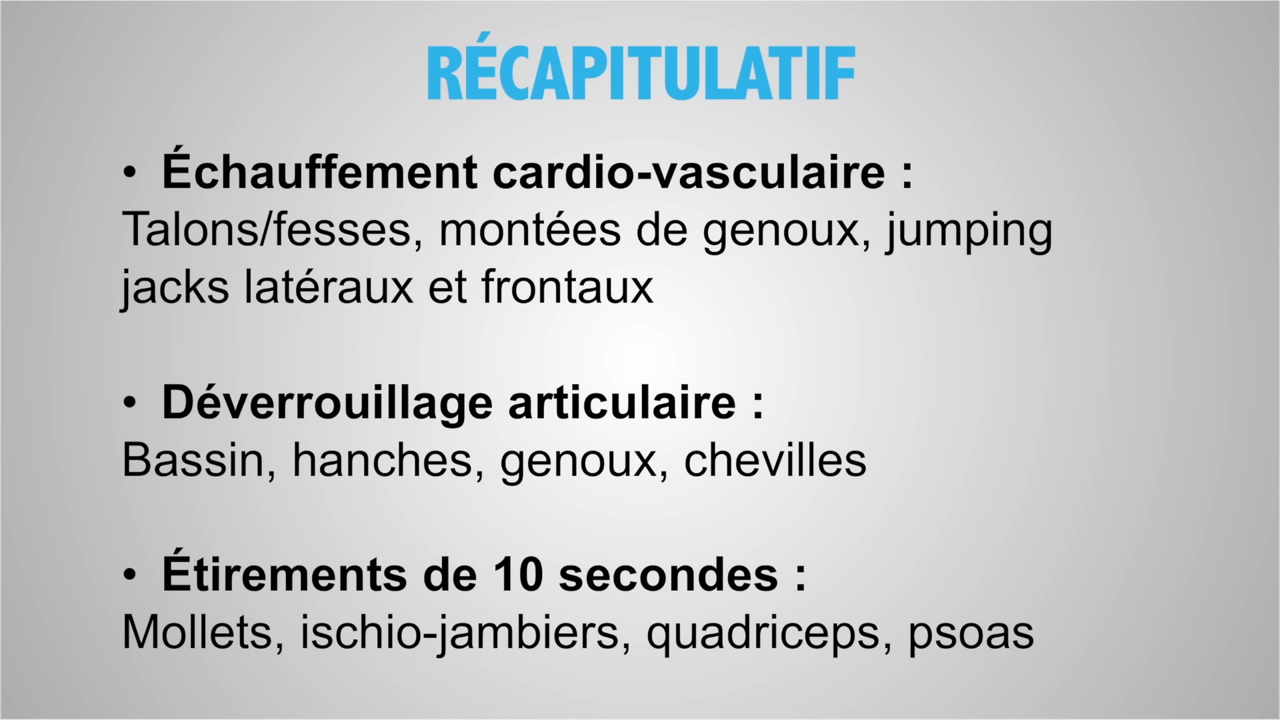 RÉCAPITULATIF
• Échauffement cardio-vasculaire :
Talons/fesses, montées de genoux, jumping
jacks latéraux et frontaux
• Déverrouillage articulaire :
Bassin, hanches, genoux, chevilles
• Étirements de 10 secondes :
Mollets, ischio-jambiers, quadriceps, psoas